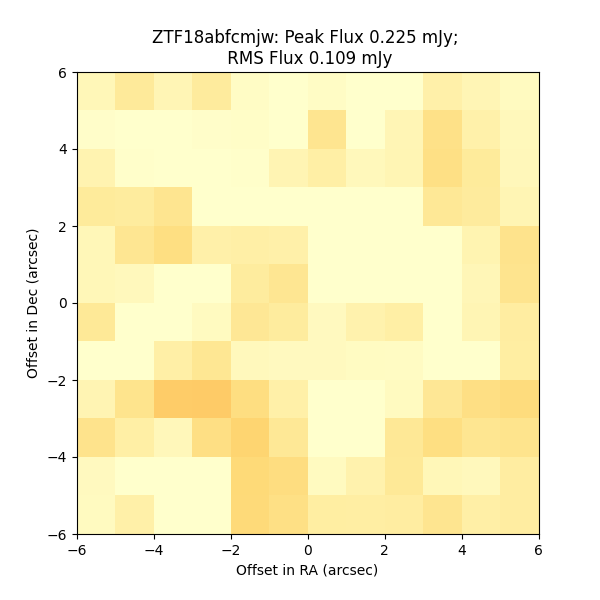 ZTF18abfcmjw: Peak Flux 0.225 mJy;
RMS Flux 0.109 mJy
6
4
2
0
−2
−4
−6
Offset in Dec (arcsec)
−6 −4 −2 0 2 4 6
Offset in RA (arcsec)